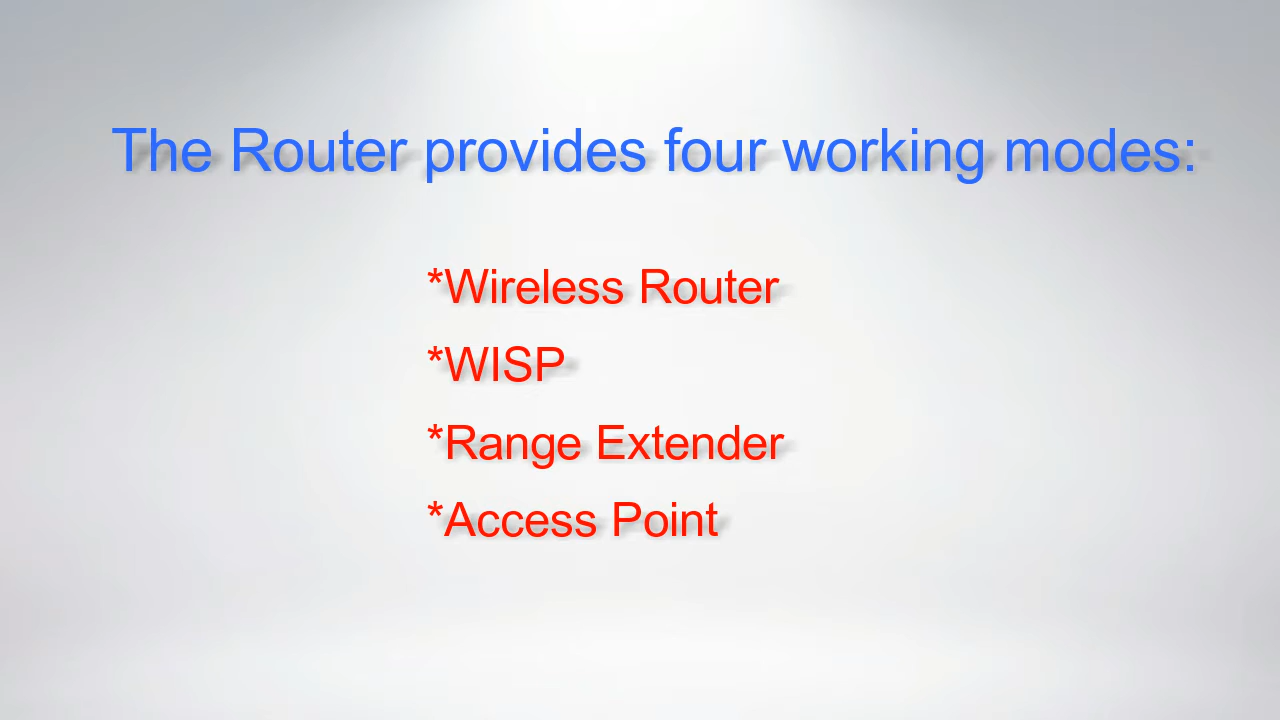 The Router provides four working modes:
*Wireless Router
*WISP
*Range Extender
*Access Point